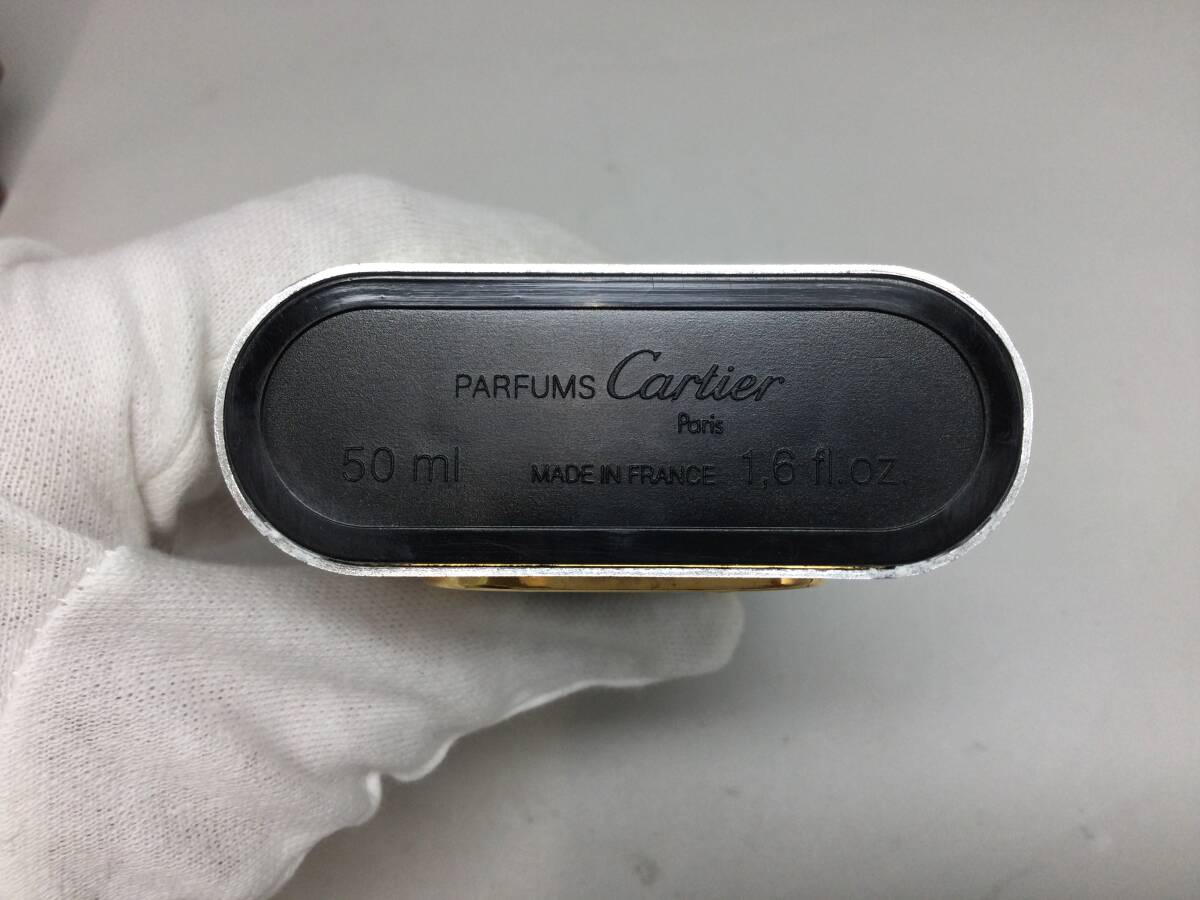 PARFUMS Cartier
Paris
50 ml MADE IN FRANCE 1,6 fl.oz.